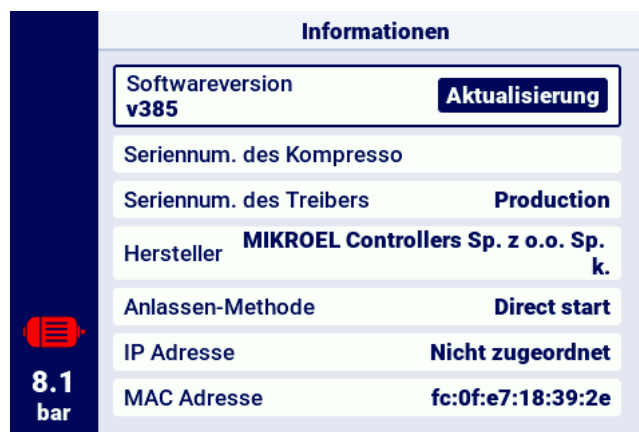 Informationen
Softwareversion
v385
Aktualisierung
Seriennum. des Kompresso
Seriennum. des Treibers Production
Hersteller MIKROEL Controllers Sp. z o.o. Sp.
k.
Anlassen-Methode Direct start
IP Adresse Nicht zugeordnet
MAC Adresse fc:0f:e7:18:39:2e
8.1
bar